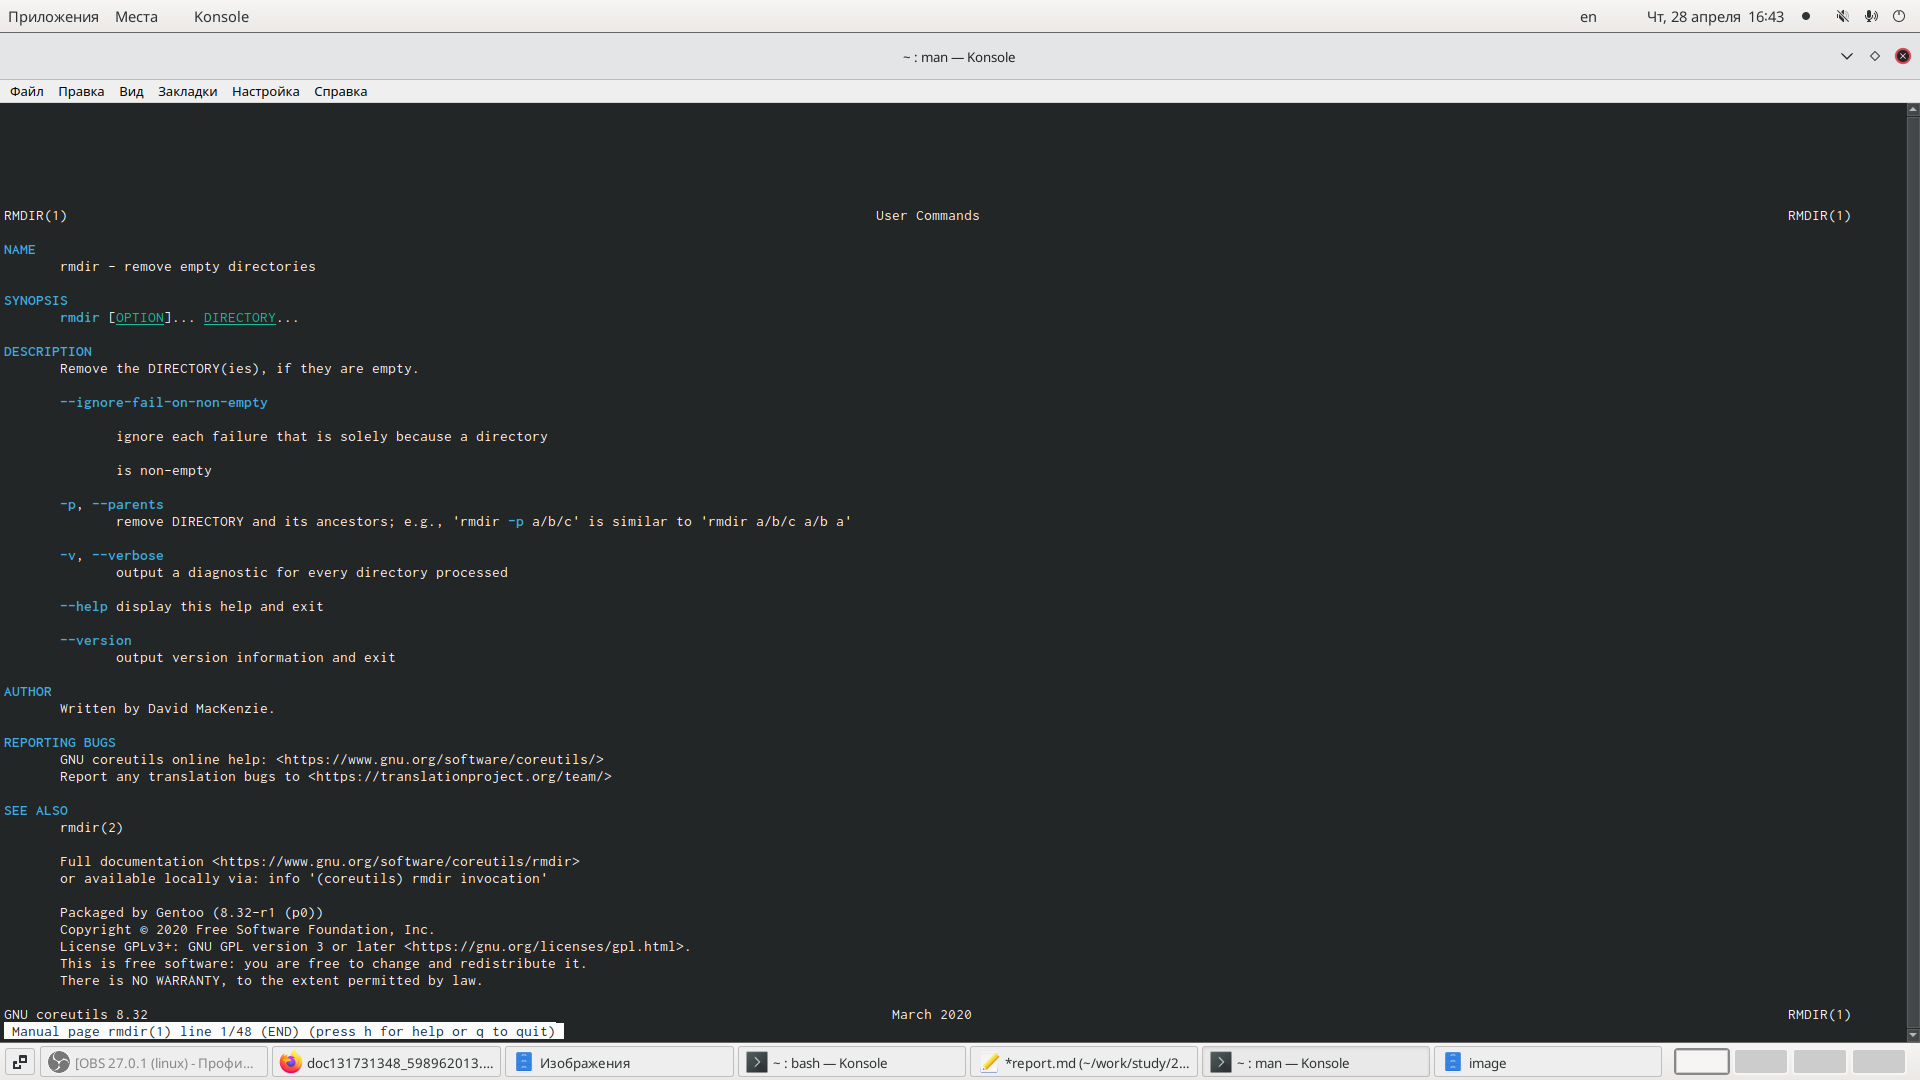 Приложения Места Konsole en Чт, 28 апреля 16:43
~ : man — Konsole
Файл Правка Вид Закладки Настройка Справка
RMDIR(1) User Commands RMDIR(1)
NAME
rmdir - remove empty directories
SYNOPSIS
rmdir [OPTION]... DIRECTORY...
DESCRIPTION
Remove the DIRECTORY(ies), if they are empty.
--ignore-fail-on-non-empty
ignore each failure that is solely because a directory
is non-empty
-p, --parents
remove DIRECTORY and its ancestors; e.g., 'rmdir -p a/b/c' is similar to 'rmdir a/b/c a/b a'
-v, --verbose
output a diagnostic for every directory processed
--help display this help and exit
--version
output version information and exit
AUTHOR
Written by David MacKenzie.
REPORTING BUGS
GNU coreutils online help: <https://www.gnu.org/software/coreutils/>
Report any translation bugs to <https://translationproject.org/team/>
SEE ALSO
rmdir(2)
Full documentation <https://www.gnu.org/software/coreutils/rmdir>
or available locally via: info '(coreutils) rmdir invocation'
Packaged by Gentoo (8.32-r1 (p0))
Copyright © 2020 Free Software Foundation, Inc.
License GPLv3+: GNU GPL version 3 or later <https://gnu.org/licenses/gpl.html>.
This is free software: you are free to change and redistribute it.
There is NO WARRANTY, to the extent permitted by law.
GNU coreutils 8.32 March 2020 RMDIR(1)
Manual page rmdir(1) line 1/48 (END) (press h for help or q to quit)
[OBS 27.0.1 (linux) - Профи... doc131731348_598962013.... Изображения ~ : bash — Konsole *report.md (~/work/study/2... ~ : man — Konsole image